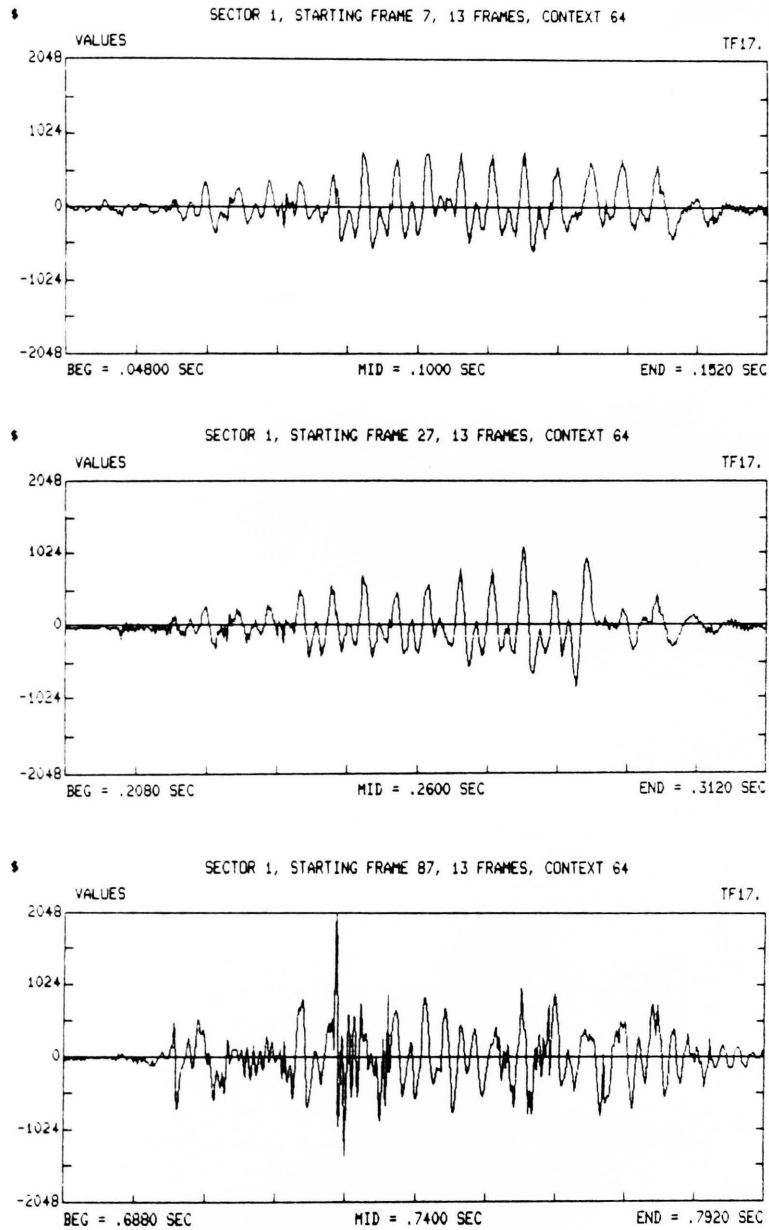 $ SECTOR 1, STARTING FRAME 7, 13 FRAMES, CONTEXT 64
VALUES TF17.
2048
1024
0
-1024
-2048
BEG = .04800 SEC MID = .1000 SEC END = .1520 SEC
$ SECTOR 1, STARTING FRAME 27, 13 FRAMES, CONTEXT 64
VALUES TF17.
2048
1024
0
-1024
-2048
BEG = .2080 SEC MID = .2600 SEC END = .3120 SEC
$ SECTOR 1, STARTING FRAME 87, 13 FRAMES, CONTEXT 64
VALUES TF17.
2048
1024
0
-1024
-2048
BEG = .6880 SEC MID = .7400 SEC END = .7920 SEC